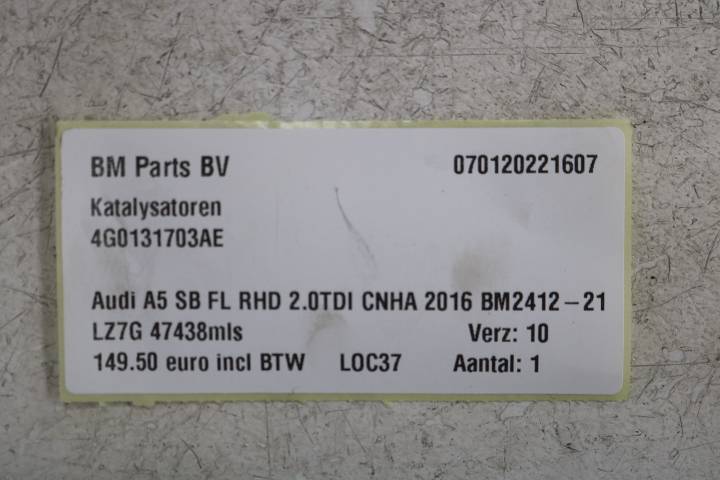 BM Parts BV 070120221607
Katalysatoren
4G0131703AE
Audi A5 SB FL RHD 2.0TDI CNHA 2016 BM2412-21
LZ7G 47438mls Verz: 10
149.50 euro incl BTW LOC37 Aantal: 1